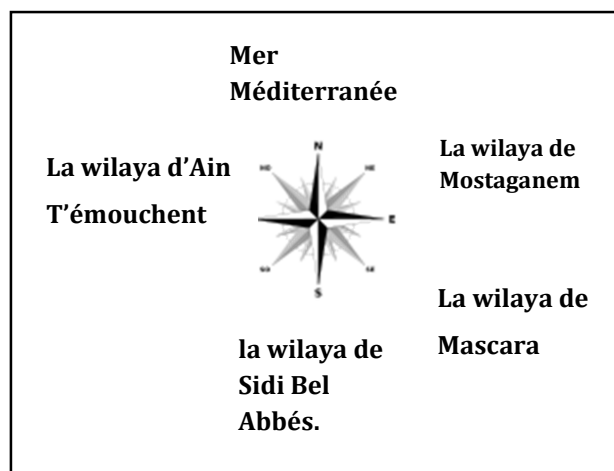 Mer
Méditerranée
N
La wilaya d’Ain
T’émouchent
La wilaya de
Mostaganem
E
S
La wilaya de
Mascara
la wilaya de
Sidi Bel
Abbés.